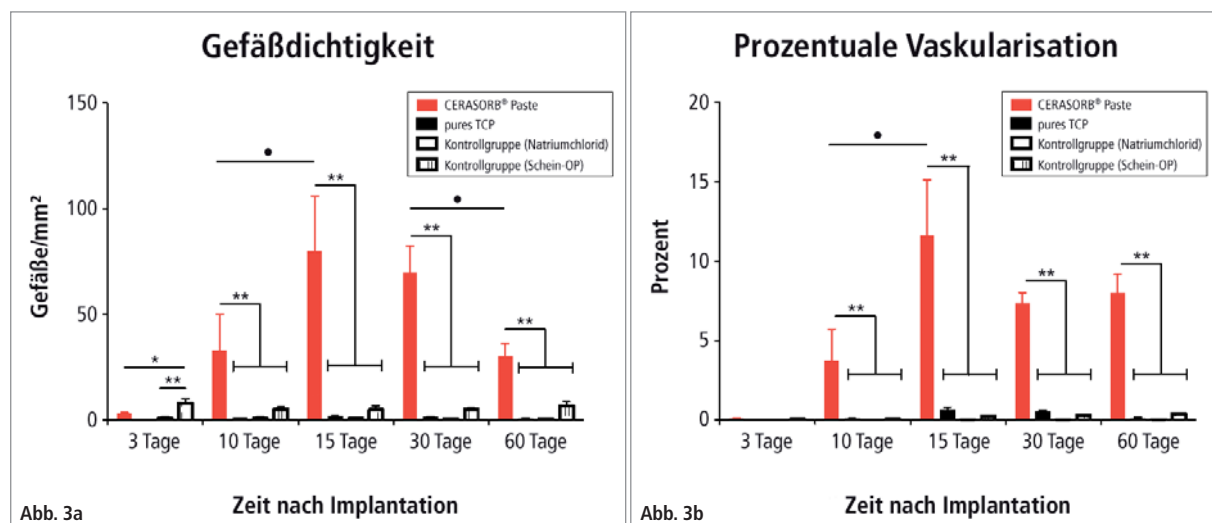 Gefäßdichtigkeit
150
100
50
0
Gefäße/mm²
CERASORB® Paste
pures TCP
Kontrollgruppe (Natriumchlorid)
Kontrollgruppe (Schein-OP)
*
**
**
•
**
•
**
**
3 Tage
10 Tage
15 Tage
30 Tage
60 Tage
Zeit nach Implantation
Abb. 3a
Prozentuale Vaskularisation
20
15
10
5
0
Prozent
CERASORB® Paste
pures TCP
Kontrollgruppe (Natriumchlorid)
Kontrollgruppe (Schein-OP)
•
**
**
**
**
3 Tage
10 Tage
15 Tage
30 Tage
60 Tage
Zeit nach Implantation
Abb. 3b